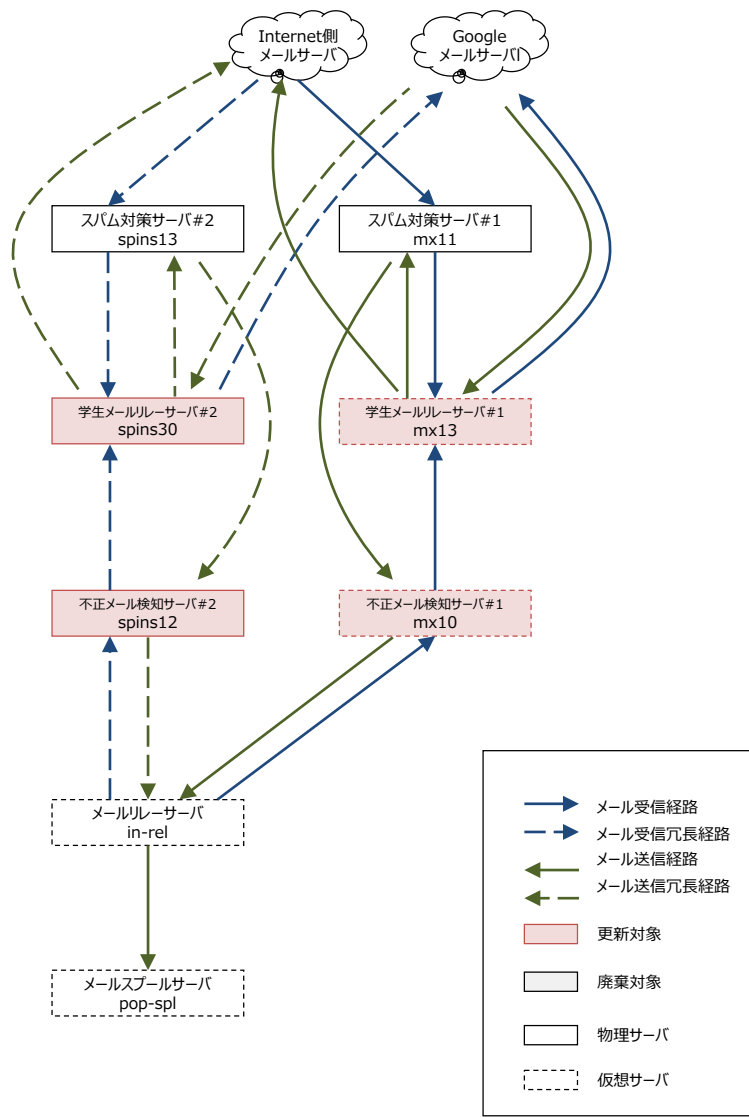 Internet側
メールサーバ
Google
メールサーバ|
スパム対策サーバ#2
spins13
スパム対策サーバ#1
mx11
学生メールリレーサーバ#2
spins30
学生メールリレーサーバ#1
mx13
不正メール検知サーバ#2
spins12
不正メール検知サーバ#1
mx10
メールリレーサーバ
in-rel
メールスプールサーバ
pop-spl
メール受信経路
メール受信冗長経路
メール送信経路
メール送信冗長経路
更新対象
廃棄対象
物理サーバ
仮想サーバ